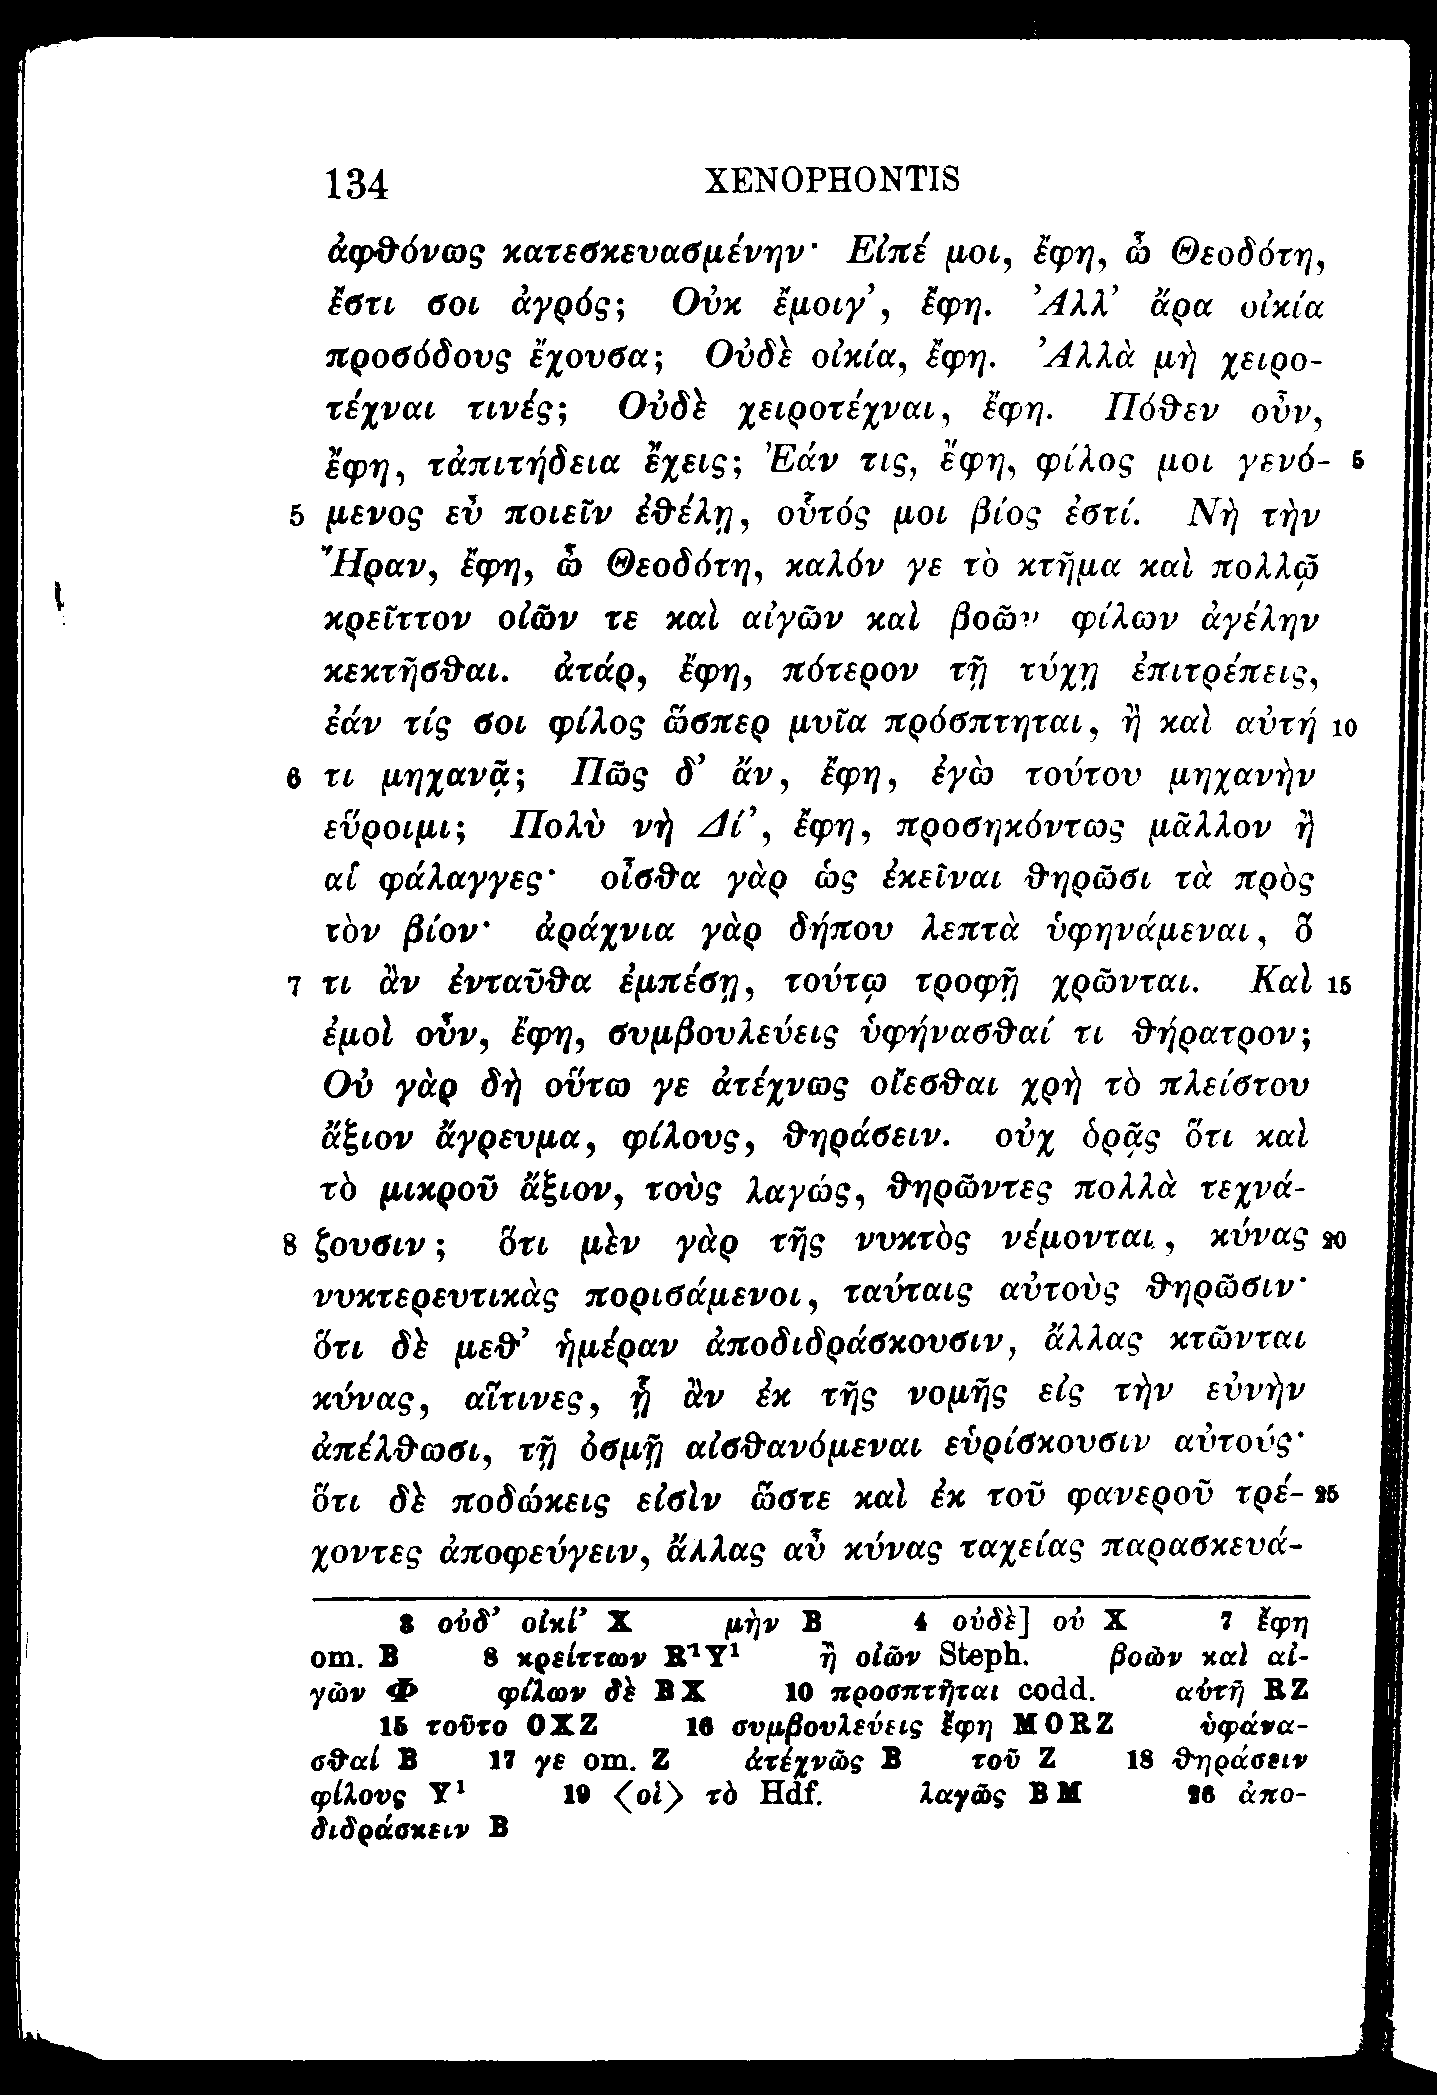 134 XENOPHONTIS
ἀφθόνως κατεσκευασμένην· Εἰπέ μοι, ἔφη, ὦ Θεοδότη,
ἔστι σοι ἀγρός; Οὐκ ἔμοιγ’, ἔφη. Ἀλλ’ ἄρα οἰκία
προσόδους ἔχουσα; Οὐδὲ οἰκία, ἔφη. Ἀλλὰ μὴ χειρο-
τέχναι τινές; Οὐδὲ χειροτέχναι, ἔφη. Πόθεν οὖν,
ἔφη, τἀπιτήδεια ἔχεις; Ἐάν τις, ἔφη, φίλος μοι γενό- 5
5 μενος εὖ ποιεῖν ἐθέλῃ, οὗτός μοι βίος ἐστί. Νὴ τὴν
Ἥραν, ἔφη, ὦ Θεοδότη, καλόν γε τὸ κτῆμα καὶ πολλῷ
κρεῖττον οἰῶν τε καὶ αἰγῶν καὶ βοῶν φίλων ἀγέλην
κεκτῆσθαι. ἀτάρ, ἔφη, πότερον τῇ τύχῃ ἐπιτρέπεις,
ἐάν τίς σοι φίλος ὥσπερ μυῖα πρόσπτηται, ἢ καὶ αὐτή 10
6 τι μηχανᾷ; Πῶς δ’ ἄν, ἔφη, ἐγὼ τούτου μηχανὴν
εὕροιμι; Πολὺ νὴ Δί’, ἔφη, προσηκόντως μᾶλλον ἢ
αἱ φάλαγγες· οἶσθα γὰρ ὡς ἐκεῖναι θηρῶσι τὰ πρὸς
τὸν βίον· ἀράχνια γὰρ δήπου λεπτὰ ὑφηνάμεναι, ὅ
7 τι ἂν ἐνταῦθα ἐμπέσῃ, τούτῳ τροφῇ χρῶνται. Καὶ 15
ἐμοὶ οὖν, ἔφη, συμβουλεύεις ὑφήνασθαί τι θήρατρον;
Οὐ γὰρ δὴ οὕτω γε ἀτέχνως οἴεσθαι χρὴ τὸ πλείστου
ἄξιον ἄγρευμα, φίλους, θηράσειν. οὐχ ὁρᾷς ὅτι καὶ
τὸ μικροῦ ἄξιον, τοὺς λαγώς, θηρῶντες πολλὰ τεχνά-
8 ζουσιν; ὅτι μὲν γὰρ τῆς νυκτὸς νέμονται, κύνας 20
νυκτερευτικὰς πορισάμενοι, ταύταις αὐτοὺς θηρῶσιν·
ὅτι δὲ μεθ’ ἡμέραν ἀποδιδράσκουσιν, ἄλλας κτῶνται
κύνας, αἵτινες, ᾗ ἂν ἐκ τῆς νομῆς εἰς τὴν εὐνὴν
ἀπέλθωσι, τῇ ὀσμῇ αἰσθανόμεναι εὑρίσκουσιν αὐτούς·
ὅτι δὲ ποδώκεις εἰσὶν ὥστε καὶ ἐκ τοῦ φανεροῦ τρέ- 25
χοντες ἀποφεύγειν, ἄλλας αὖ κύνας ταχείας παρασκευά-
3 οὐδ’ οἰκί’ X μὴν B 4 οὐδὲ] οὐ X 7 ἔφη
om. B 8 κρείττων R¹Y¹ ἢ οἰῶν Steph. βοῶν καὶ αἰ-
γῶν Φ φίλων δὲ BX 10 προσπτῆται codd. αὐτῆ RZ
15 τοῦτο OXZ 16 συμβουλεύεις ἔφη MORZ ὑφάνα-
σθαί B 17 γε om. Z ἀτέχνῶς B τοῦ Z 18 θηράσειν
φίλους Y¹ 19 ⟨οἱ⟩ τὸ Hdf. λαγῶς BM 26 ἀπο-
διδράσκειν B